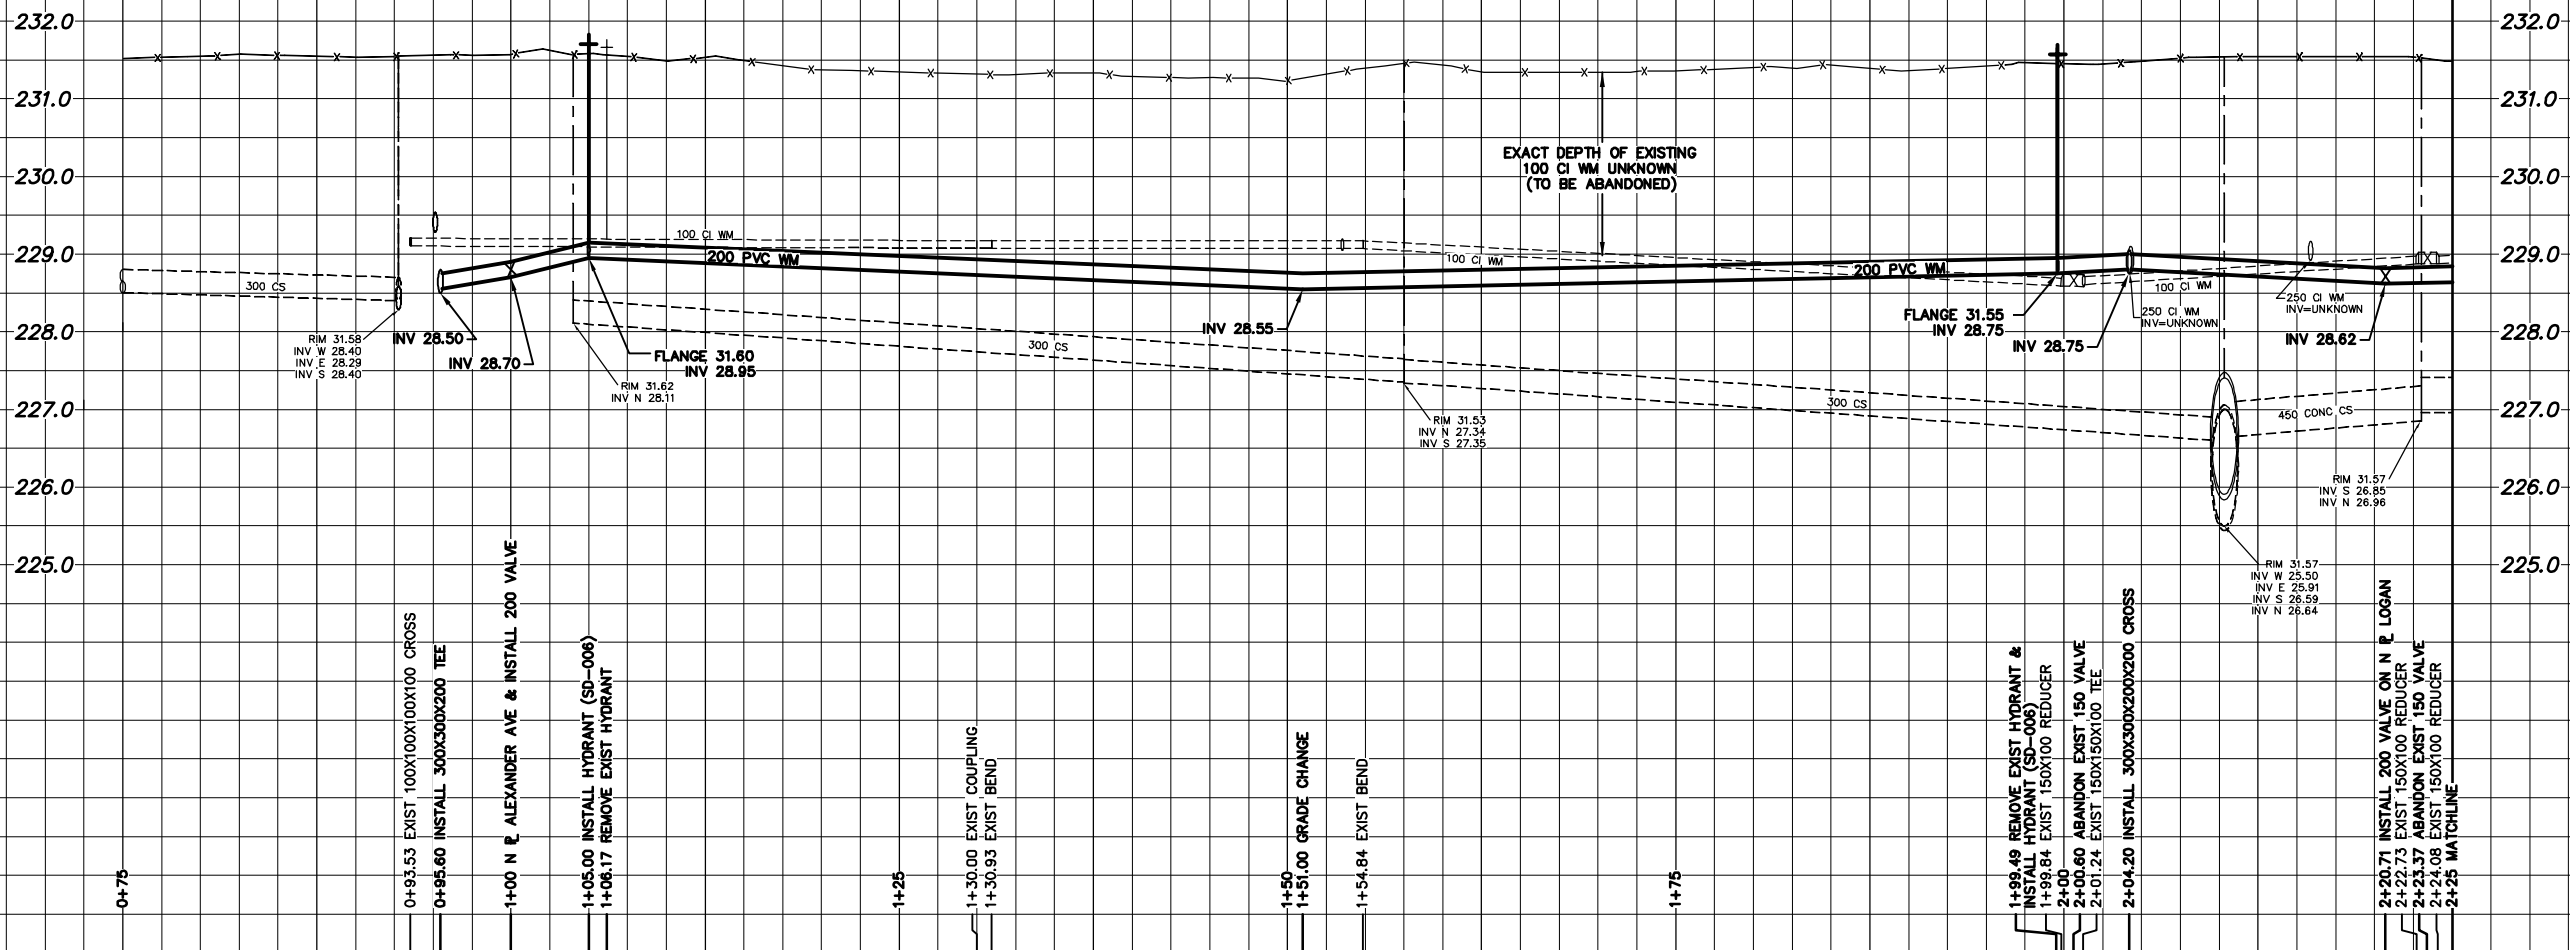 232.0
231.0
230.0
229.0
228.0
227.0
226.0
225.0
300 CS
RIM 31.58
INV W 28.40
INV E 28.29
INV S 28.40
INV 28.50
INV 28.70
100 CI WM
200 PVC WM
FLANGE 31.60
INV 28.95
RIM 31.62
INV N 28.11
300 CS
INV 28.55
RIM 31.53
INV N 27.34
INV S 27.35
EXACT DEPTH OF EXISTING
100 CI WM UNKNOWN
(TO BE ABANDONED)
100 CI WM
300 CS
200 PVC WM
FLANGE 31.55
INV 28.75
INV 28.75
100 CI WM
250 CI WM
INV=UNKNOWN
250 CI WM
INV=UNKNOWN
INV 28.62
450 CONC CS
RIM 31.57
INV S 26.85
INV N 26.96
RIM 31.57
INV W 25.50
INV E 25.91
INV S 26.59
INV N 26.64
232.0
231.0
230.0
229.0
228.0
227.0
226.0
225.0
0+75
0+93.53 EXIST 100X100X100X100 CROSS
0+95.60 INSTALL 300X300X200 TEE
1+00 N PL ALEXANDER AVE & INSTALL 200 VALVE
1+05.00 INSTALL HYDRANT (SD-006)
1+06.17 REMOVE EXIST HYDRANT
1+25
1+30.00 EXIST COUPLING
1+30.93 EXIST BEND
1+50
1+51.00 GRADE CHANGE
1+54.84 EXIST BEND
1+75
1+99.49 REMOVE EXIST HYDRANT &
INSTALL HYDRANT (SD-006)
1+99.84 EXIST 150X100 REDUCER
2+00
2+00.60 ABANDON EXIST 150 VALVE
2+01.24 EXIST 150X150X100 TEE
2+04.20 INSTALL 300X300X200X200 CROSS
2+20.71 INSTALL 200 VALVE ON N PL LOGAN
2+22.73 EXIST 150X100 REDUCER
2+23.37 ABANDON EXIST 150 VALVE
2+24.08 EXIST 150X100 REDUCER
2+25 MATCHLINE